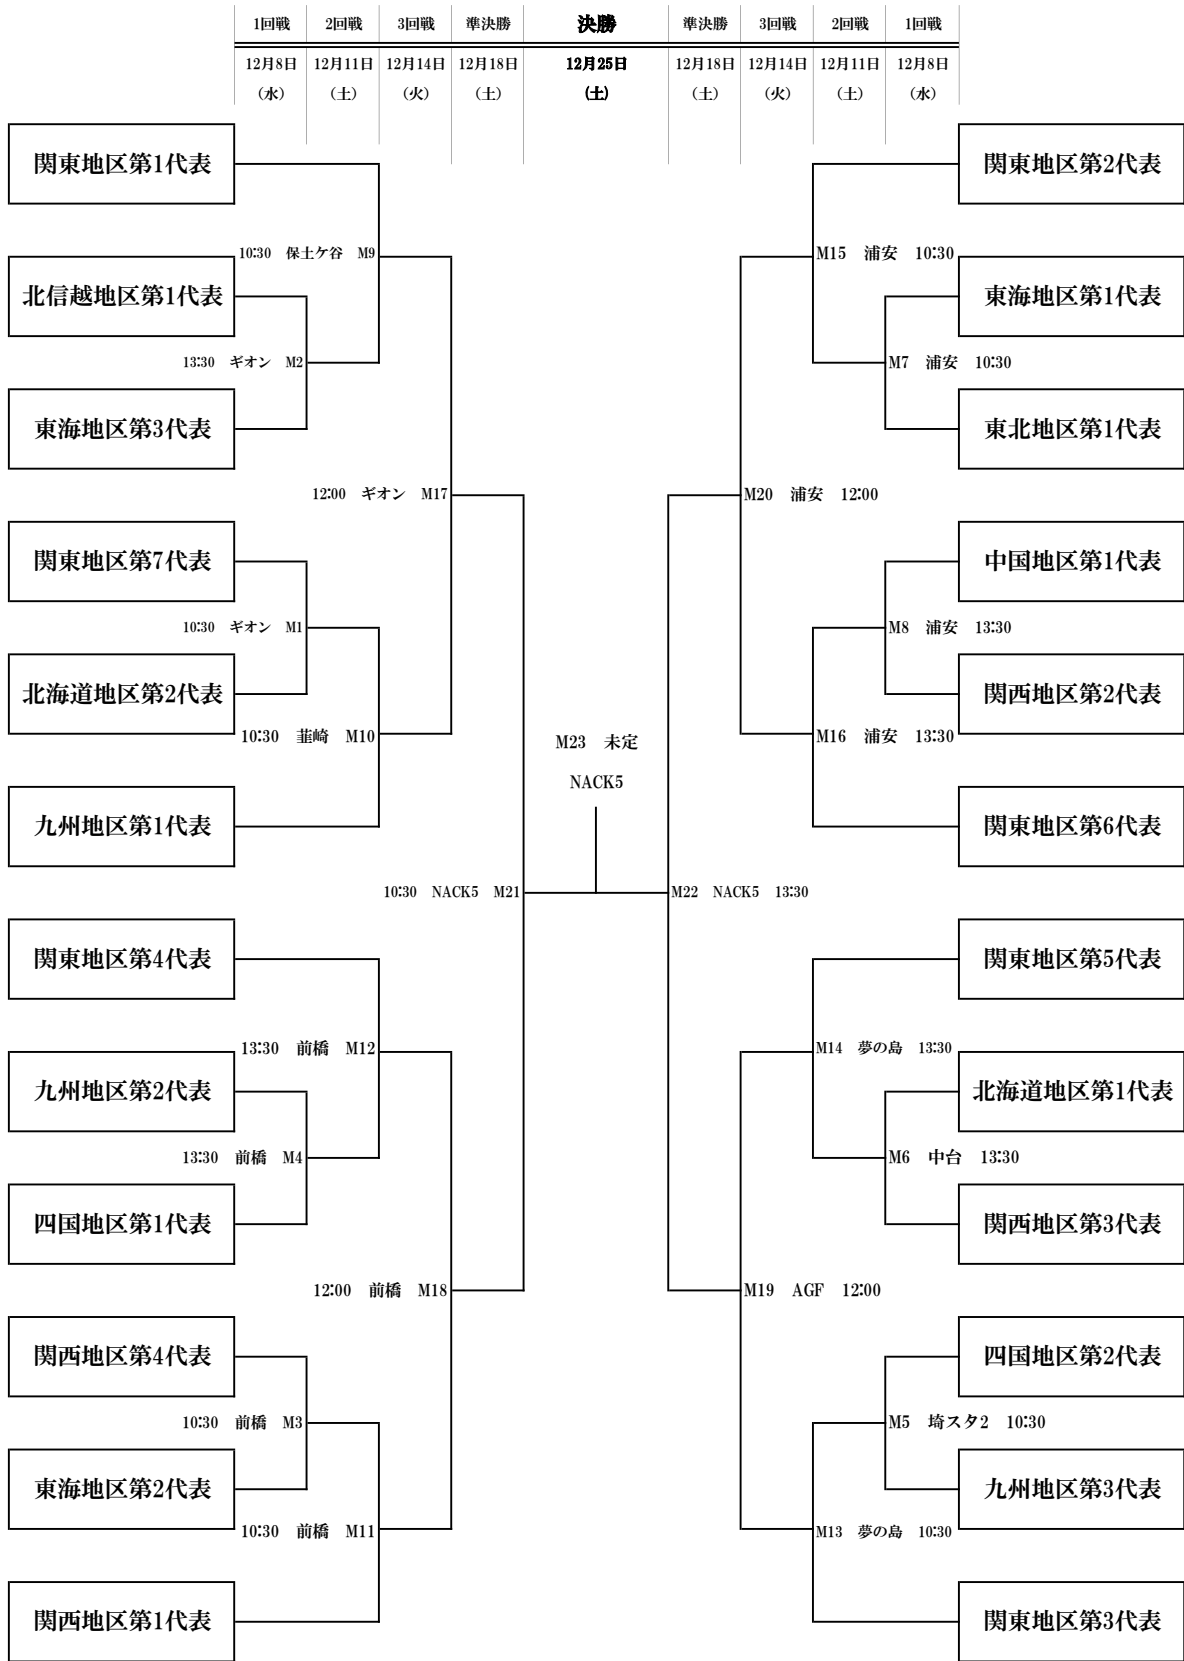 1回戦 2回戦 3回戦 準決勝 決勝 準決勝 3回戦 2回戦 1回戦
12月8日 12月11日 12月14日 12月18日 12月25日 12月18日 12月14日 12月11日 12月8日
（水） （土） （火） （土） （土） （土） （火） （土） （水）
関東地区第1代表
10:30 保土ケ谷 M9
北信越地区第1代表
13:30 ギオン M2
東海地区第3代表
12:00 ギオン M17
関東地区第7代表
10:30 ギオン M1
北海道地区第2代表
10:30 韮崎 M10
九州地区第1代表
10:30 NACK5 M21
関東地区第4代表
13:30 前橋 M12
九州地区第2代表
13:30 前橋 M4
四国地区第1代表
12:00 前橋 M18
関西地区第4代表
10:30 前橋 M3
東海地区第2代表
10:30 前橋 M11
関西地区第1代表
M23 未定
NACK5
関東地区第2代表
M15 浦安 10:30
東海地区第1代表
M7 浦安 10:30
東北地区第1代表
M20 浦安 12:00
中国地区第1代表
M8 浦安 13:30
関西地区第2代表
M16 浦安 13:30
関東地区第6代表
M22 NACK5 13:30
関東地区第5代表
M14 夢の島 13:30
北海道地区第1代表
M6 中台 13:30
関西地区第3代表
M19 AGF 12:00
四国地区第2代表
M5 埼スタ2 10:30
九州地区第3代表
M13 夢の島 10:30
関東地区第3代表